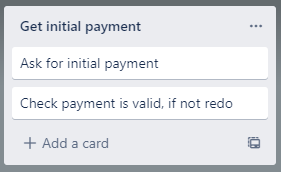 Get initial payment
Ask for initial payment
Check payment is valid, if not redo
Add a card